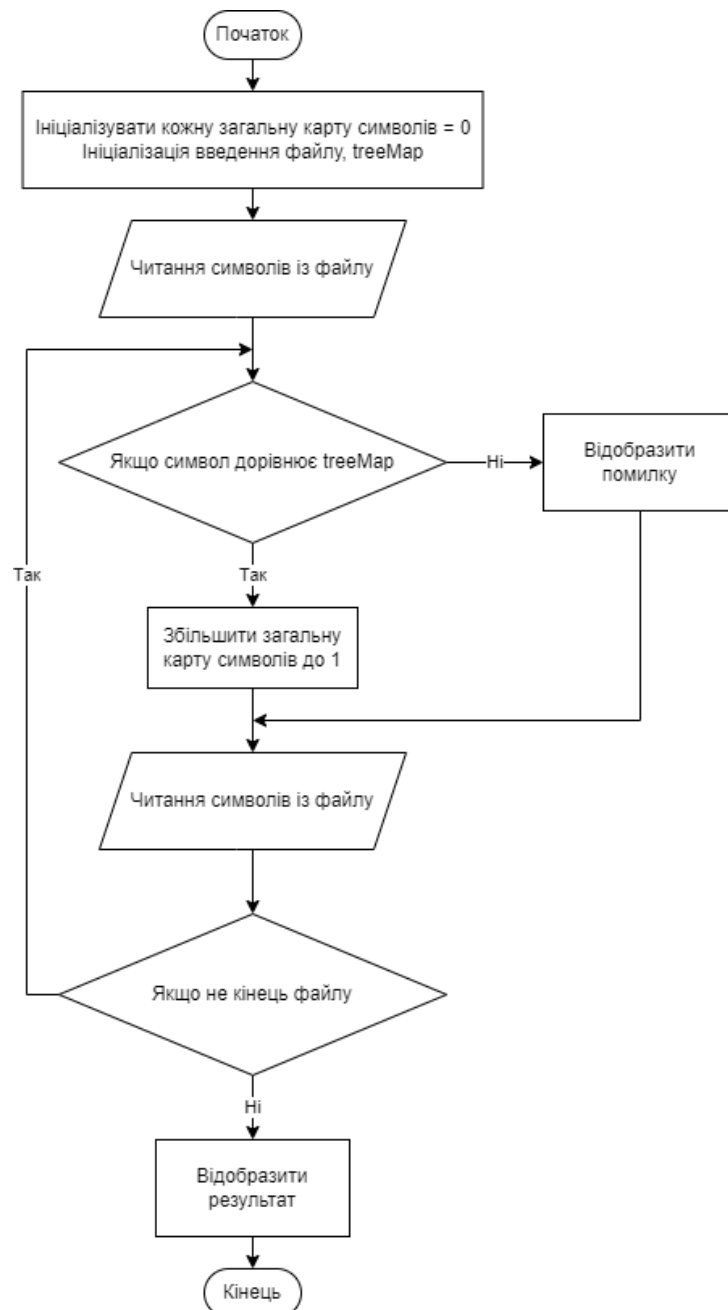 Початок
Ініціалізувати кожну загальну карту символів = 0
Ініціалізація введення файлу, treeMap
Читання символів із файлу
Якщо символ дорівнює treeMap
Ні
Відобразити
помилку
Так
Так
Збільшити загальну
карту символів до 1
Читання символів із файлу
Якщо не кінець файлу
Ні
Відобразити
результат
Кінець